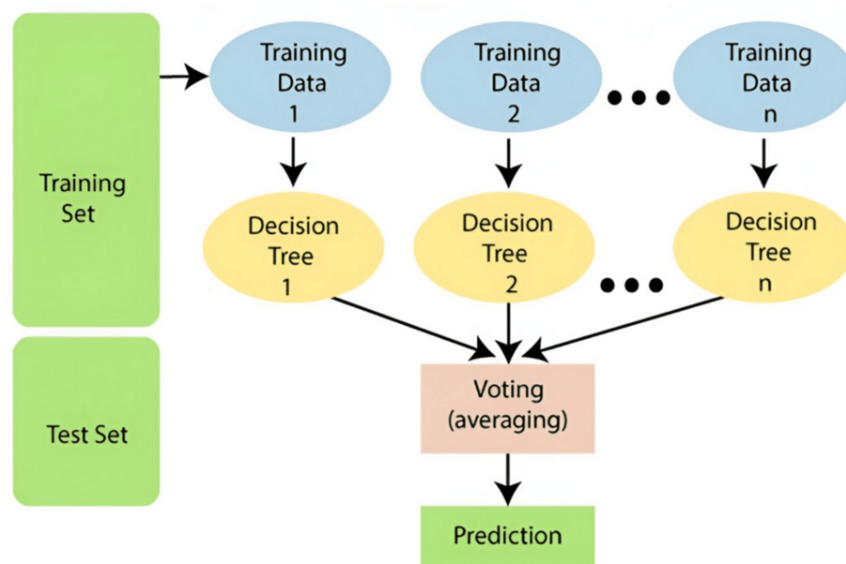 Training
Set
Test Set
Training
Data
1
Training
Data
2
Training
Data
n
Decision
Tree
1
Decision
Tree
2
Decision
Tree
n
Voting
(averaging)
Prediction